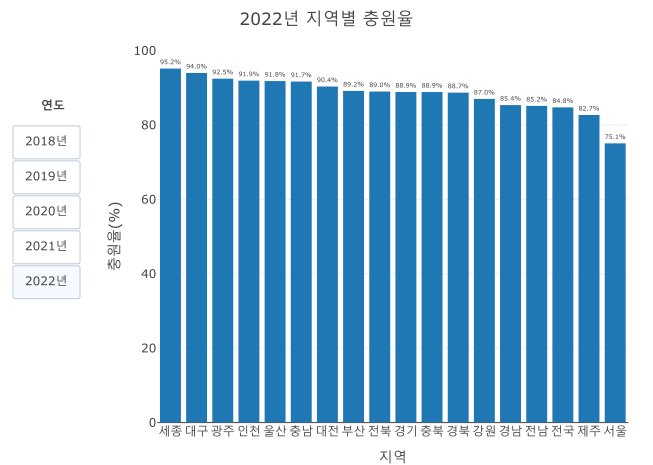 2022년 지역별 충원율
연도
2018년
2019년
2020년
2021년
2022년
충원율(%)
100
80
60
40
20
0
95.2% 94.0% 92.5% 91.9% 91.8% 91.7% 90.4% 89.2% 89.0% 88.9% 88.9% 88.7% 87.0% 85.4% 85.2% 84.8% 82.7% 75.1%
세종 대구 광주 인천 울산 충남 대전 부산 전북 경기 충북 경북 강원 경남 전남 전국 제주 서울
지역